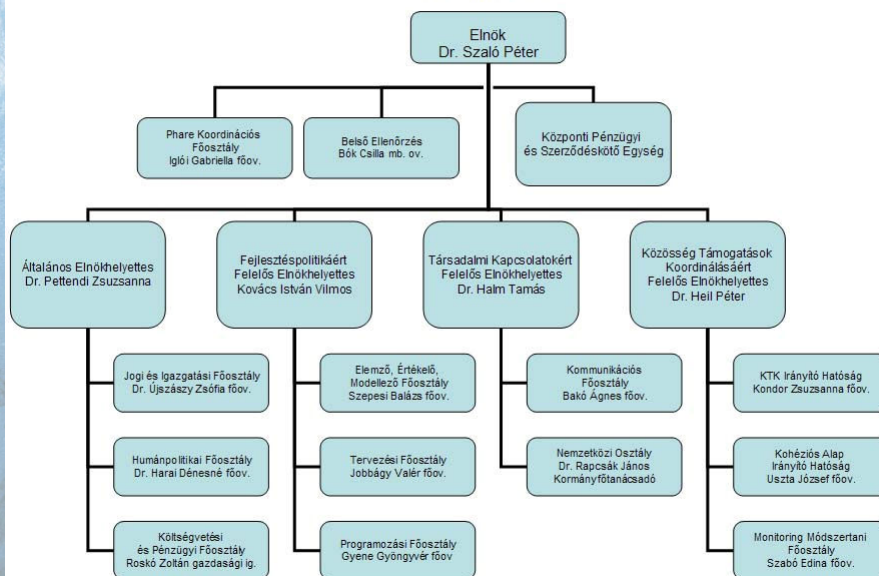 Elnök
Dr. Szaló Péter
Phare Koordinációs
Főosztály
Iglói Gabriella főov.
Belső Ellenőrzés
Bók Csilla mb. ov.
Központi Pénzügyi
és Szerződéskötő Egység
Általános Elnökhelyettes
Dr. Pettendi Zsuzsanna
Fejlesztéspolitikáért
Felelős Elnökhelyettes
Kovács István Vilmos
Társadalmi Kapcsolatokért
Felelős Elnökhelyettes
Dr. Halm Tamás
Közösség Támogatások
Koordinálásáért
Felelős Elnökhelyettes
Dr. Heil Péter
Jogi és Igazgatási Főosztály
Dr. Újszászy Zsófia főov.
Elemző, Értékelő,
Modellező Főosztály
Szepesi Balázs főov.
Kommunikációs
Főosztály
Bakó Ágnes főov.
KTK Irányító Hatóság
Kondor Zsuzsanna főov.
Humánpolitikai Főosztály
Dr. Harai Dénesné főov.
Tervezési Főosztály
Jobbágy Valér főov.
Nemzetközi Osztály
Dr. Rapcsák János
Kormányfőtanácsadó
Kohéziós Alap
Irányító Hatóság
Uszta József főov.
Költségvetési
és Pénzügyi Főosztály
Roskó Zoltán gazdasági ig.
Programozási Főosztály
Gyene Gyöngyvér főov
Monitoring Módszertani
Főosztály
Szabó Edina főov.